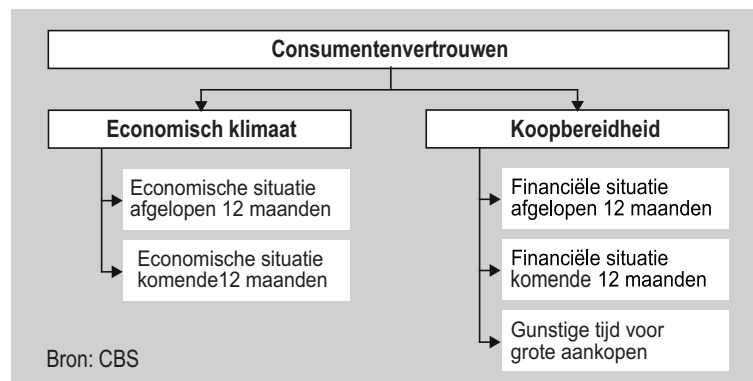 Consumentenvertrouwen
Economisch klimaat
Economische situatie
afgelopen 12 maanden
Economische situatie
komende12 maanden
Koopbereidheid
Financiële situatie
afgelopen 12 maanden
Financiële situatie
komende 12 maanden
Gunstige tijd voor
grote aankopen
Bron: CBS